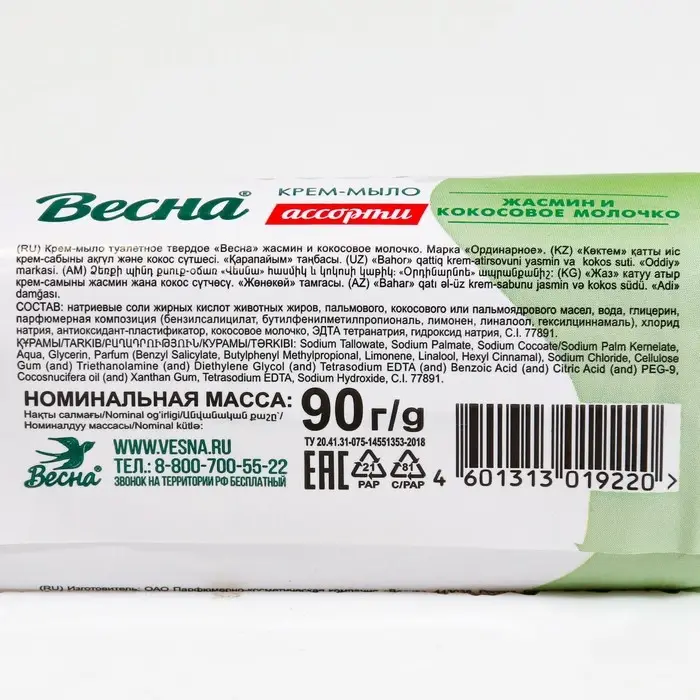 Весна®
КРЕМ-МЫЛО
ассорти
ЖАСМИН И
КОКОСОВОЕ МОЛОЧКО
(RU) Крем-мыло туалетное твердое «Весна» жасмин и кокосовое молочко. Марка «Ординарное». (KZ) «Көктем» қатты иіс
крем-сабыны ақгүл және кокос сүтшесі. «Қарапайым» таңбасы. (UZ) «Bahor» qattiq krem-atirsovuni yasmin va kokos suti. «Oddiy»
markasi. (AM) Ձեռքի պինդ քսուք-օճառ «Վեսնա» հասմիկ և կոկոսի կաթիկ: «Օրդինարնոե» ապրանքանիշ: (KG) «Жаз» катуу атыр
крем-самыны жасмин жана кокос сүтчөсү. «Жөнөкөй» тамгасы. (AZ) «Bahar» qatı əl-üz krem-sabunu jasmin və kokos südü. «Adi»
damğası.
СОСТАВ: натриевые соли жирных кислот животных жиров, пальмового, кокосового или пальмоядрового масел, вода, глицерин,
парфюмерная композиция (бензилсалицилат, бутилфенилметилпропиональ, лимонен, линалоол, гексилциннамаль), хлорид
натрия, антиоксидант-пластификатор, кокосовое молочко, ЭДТА тетранатрия, гидроксид натрия, C.I. 77891.
ҚҰРАМЫ/TARKIB/ԲԱՂԱԴՐՈՒԹՅՈՒՆ/КУРАМЫ/TƏRKİBİ: Sodium Tallowate, Sodium Palmate, Sodium Cocoate/Sodium Palm Kernelate,
Aqua, Glycerin, Parfum (Benzyl Salicylate, Butylphenyl Methylpropional, Limonene, Linalool, Hexyl Cinnamal), Sodium Chloride, Cellulose
Gum (and) Triethanolamine (and) Diethylene Glycol (and) Tetrasodium EDTA (and) Benzoic Acid (and) Citric Acid (and) PEG-9,
Cocosnucifera oil (and) Xanthan Gum, Tetrasodium EDTA, Sodium Hydroxide, C.I. 77891.
НОМИНАЛЬНАЯ МАССА: 90 г/g
Нақты салмағы/Nominal og'irligi/Անվանական քաշը՝/
Номиналдуу массасы/Nominal kütlə:
ТУ 20.41.31-075-14551353-2018
Весна®
WWW.VESNA.RU
ТЕЛ.: 8-800-700-55-22
ЗВОНОК НА ТЕРРИТОРИИ РФ БЕСПЛАТНЫЙ
EAC
21
PAP
81
C/PAP
4 601313 019220 >
(RU) Изготовитель: ОАО Парфюмерно-косметическая